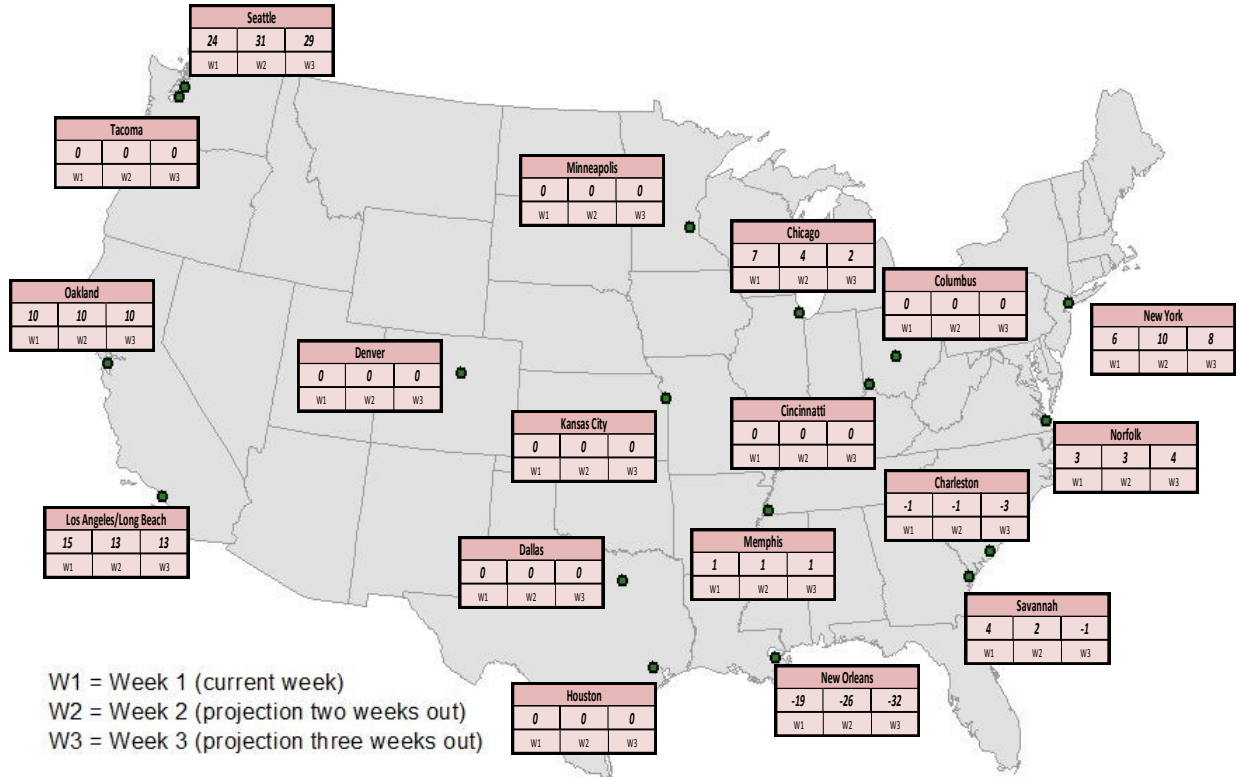 Seattle
24 31 29
W1 W2 W3
Tacoma
0 0 0
W1 W2 W3
Minneapolis
0 0 0
W1 W2 W3
Chicago
7 4 2
W1 W2 W3
Columbus
0 0 0
W1 W2 W3
Oakland
10 10 10
W1 W2 W3
New York
6 10 8
W1 W2 W3
Denver
0 0 0
W1 W2 W3
Kansas City
0 0 0
W1 W2 W3
Cincinnatti
0 0 0
W1 W2 W3
Norfolk
3 3 4
W1 W2 W3
Charleston
-1 -1 -3
W1 W2 W3
Los Angeles/Long Beach
15 13 13
W1 W2 W3
Dallas
0 0 0
W1 W2 W3
Memphis
1 1 1
W1 W2 W3
Savannah
4 2 -1
W1 W2 W3
New Orleans
-19 -26 -32
W1 W2 W3
Houston
0 0 0
W1 W2 W3
W1 = Week 1 (current week)
W2 = Week 2 (projection two weeks out)
W3 = Week 3 (projection three weeks out)